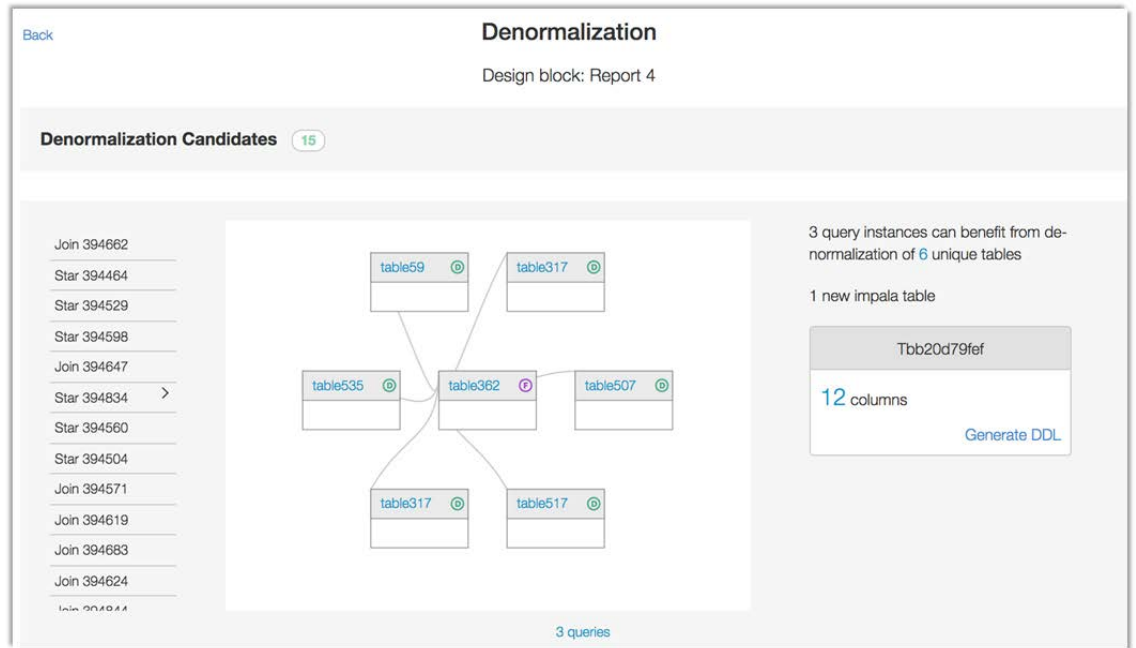 Back
Denormalization
Design block: Report 4
Denormalization Candidates 15
Join 394662
Star 394464
Star 394529
Star 394598
Join 394647
Star 394834
Star 394560
Star 394504
Join 394571
Join 394619
Join 394683
Join 394624
table59 D
table317 D
table535 D
table362 F
table507 D
table317 D
table517 D
3 queries
3 query instances can benefit from de-
normalization of 6 unique tables
1 new impala table
Tbb20d79fef
12 columns
Generate DDL